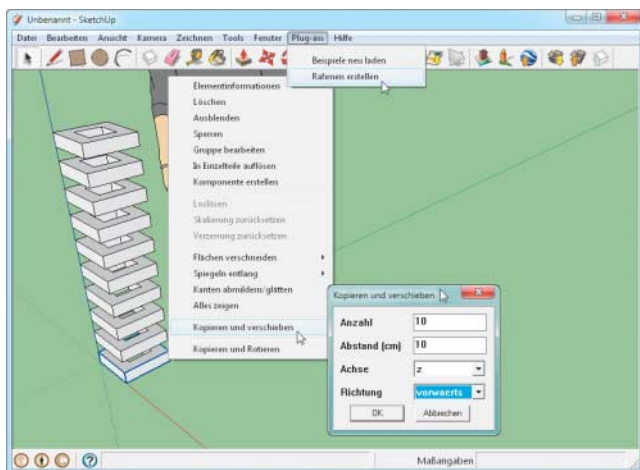 Unbenannt - SketchUp
Datei Bearbeiten Ansicht Kamera Zeichnen Tools Fenster Plug-ins Hilfe
Beispiele neu laden
Rahmen erstellen
Elementinformationen
Löschen
Ausblenden
Sperren
Gruppe bearbeiten
In Einzelteile auflösen
Komponente erstellen
Loslösen
Skalierung zurücksetzen
Verzerrung zurücksetzen
Flächen verschneiden
Spiegeln entlang
Kanten abmildern/glätten
Alles zeigen
Kopieren und verschieben
Kopieren und Rotieren
Kopieren und verschieben
Anzahl 10
Abstand (cm) 10
Achse z
Richtung vorwaerts
OK Abbrechen
Maßangaben